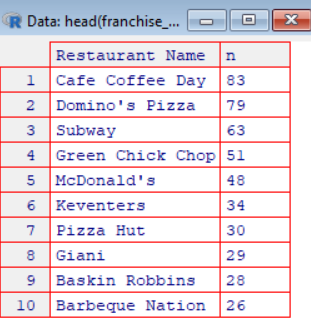 Data: head(franchise_...
Restaurant Name n
1 Cafe Coffee Day 83
2 Domino's Pizza 79
3 Subway 63
4 Green Chick Chop 51
5 McDonald's 48
6 Keventers 34
7 Pizza Hut 30
8 Giani 29
9 Baskin Robbins 28
10 Barbeque Nation 26